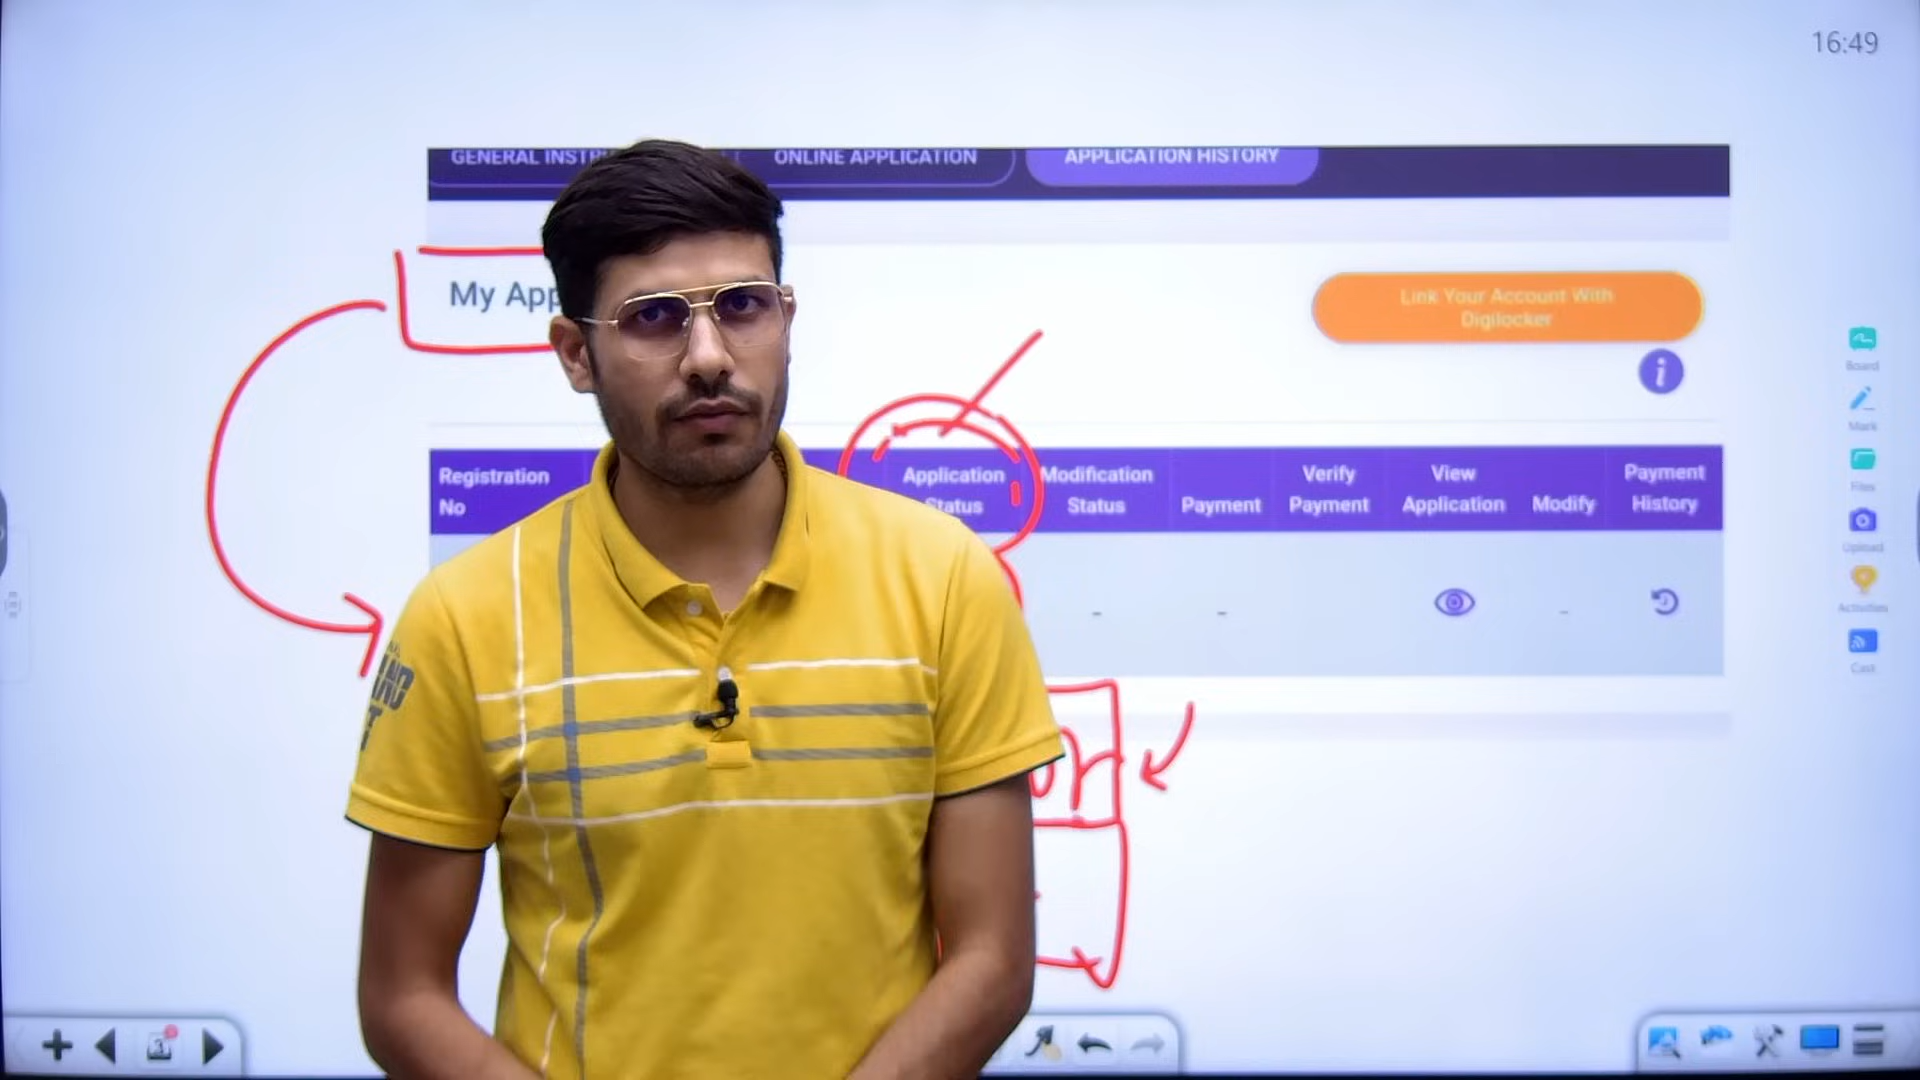 16:49
GENERAL INSTR
ONLINE APPLICATION
APPLICATION HISTORY
My App
Link Your Account With
Digilocker
i
Registration
No
Application
Status
Modification
Status
Payment
Verify
Payment
View
Application
Modify
Payment
History
-
-
-
Board
Mark
Files
Upload
Activities
Cast
or